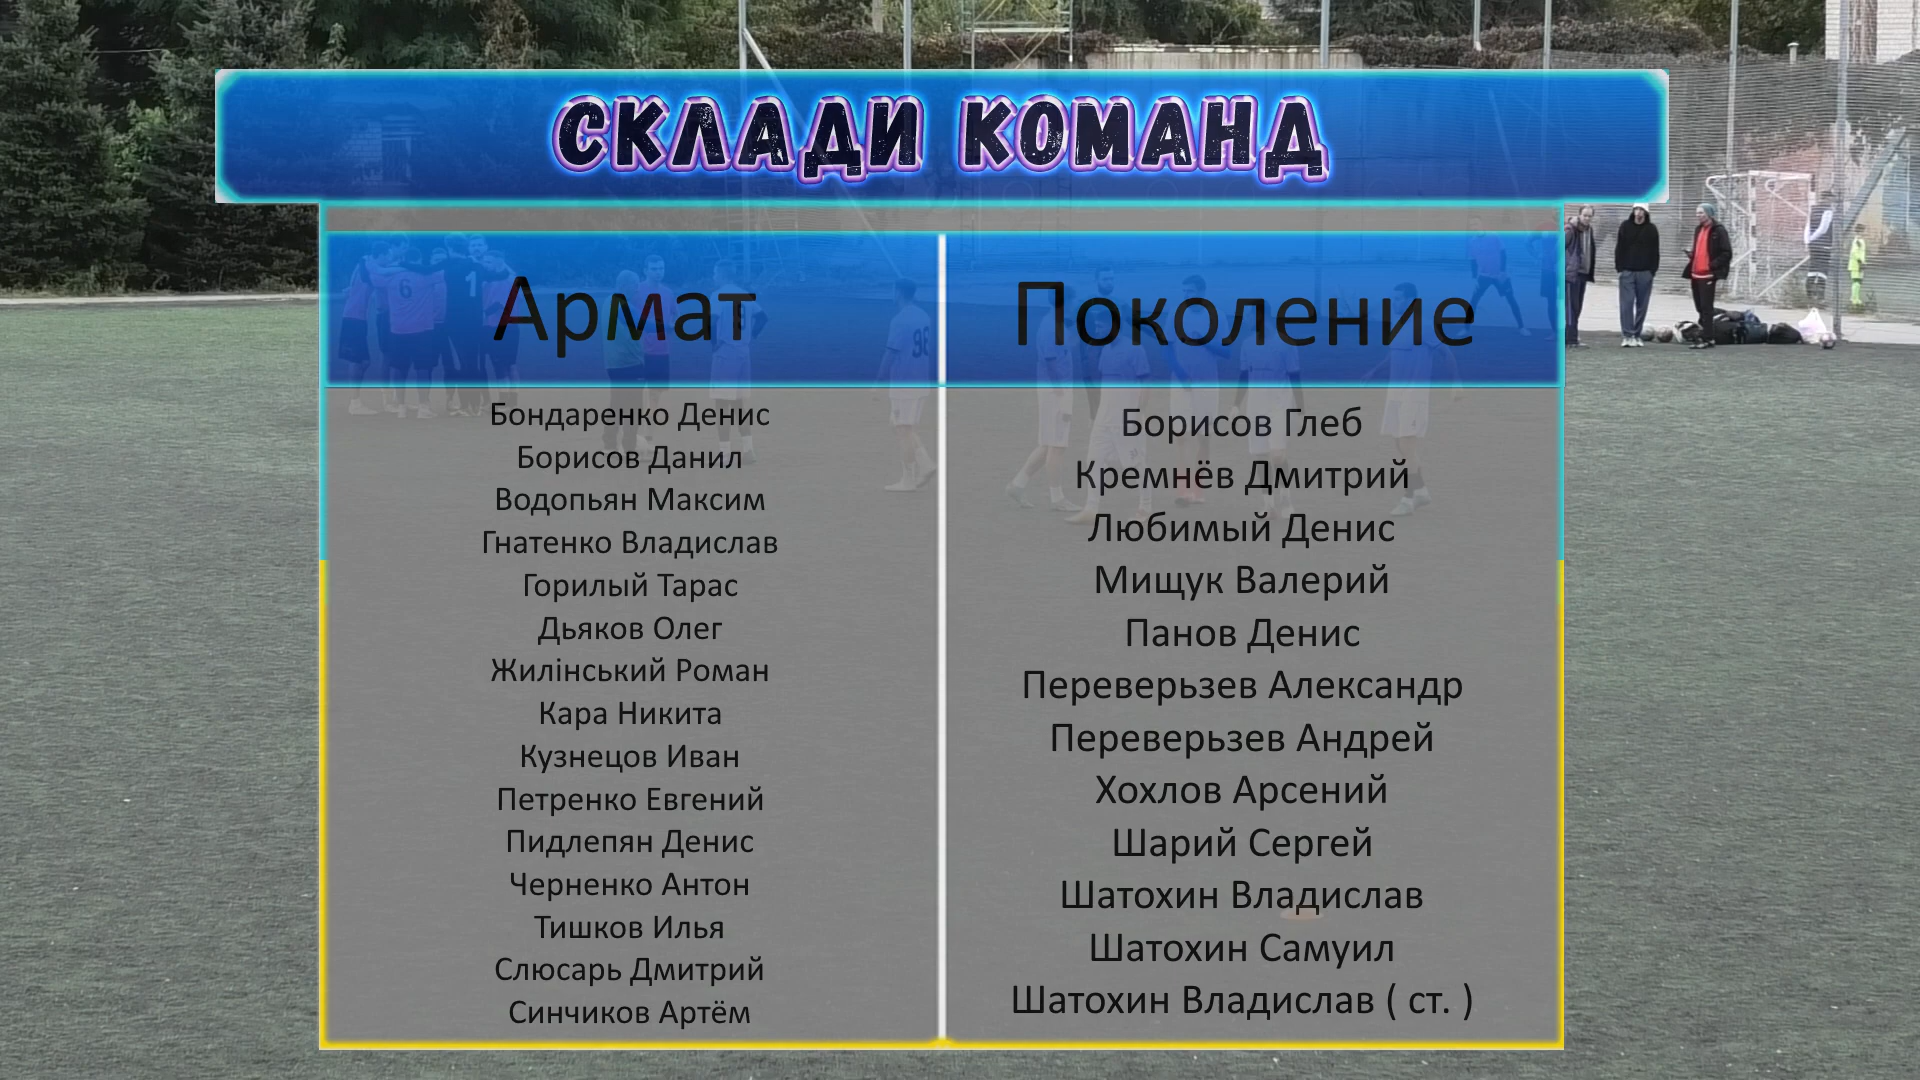 СКЛАДИ КОМАНД
Армат
Бондаренко Денис
Борисов Данил
Водопьян Максим
Гнатенко Владислав
Горилый Тарас
Дьяков Олег
Жилінський Роман
Кара Никита
Кузнецов Иван
Петренко Евгений
Пидлепян Денис
Черненко Антон
Тишков Илья
Слюсарь Дмитрий
Синчиков Артём
Поколение
Борисов Глеб
Кремнёв Дмитрий
Любимый Денис
Мищук Валерий
Панов Денис
Переверьзев Александр
Переверьзев Андрей
Хохлов Арсений
Шарий Сергей
Шатохин Владислав
Шатохин Самуил
Шатохин Владислав ( ст. )
6
1